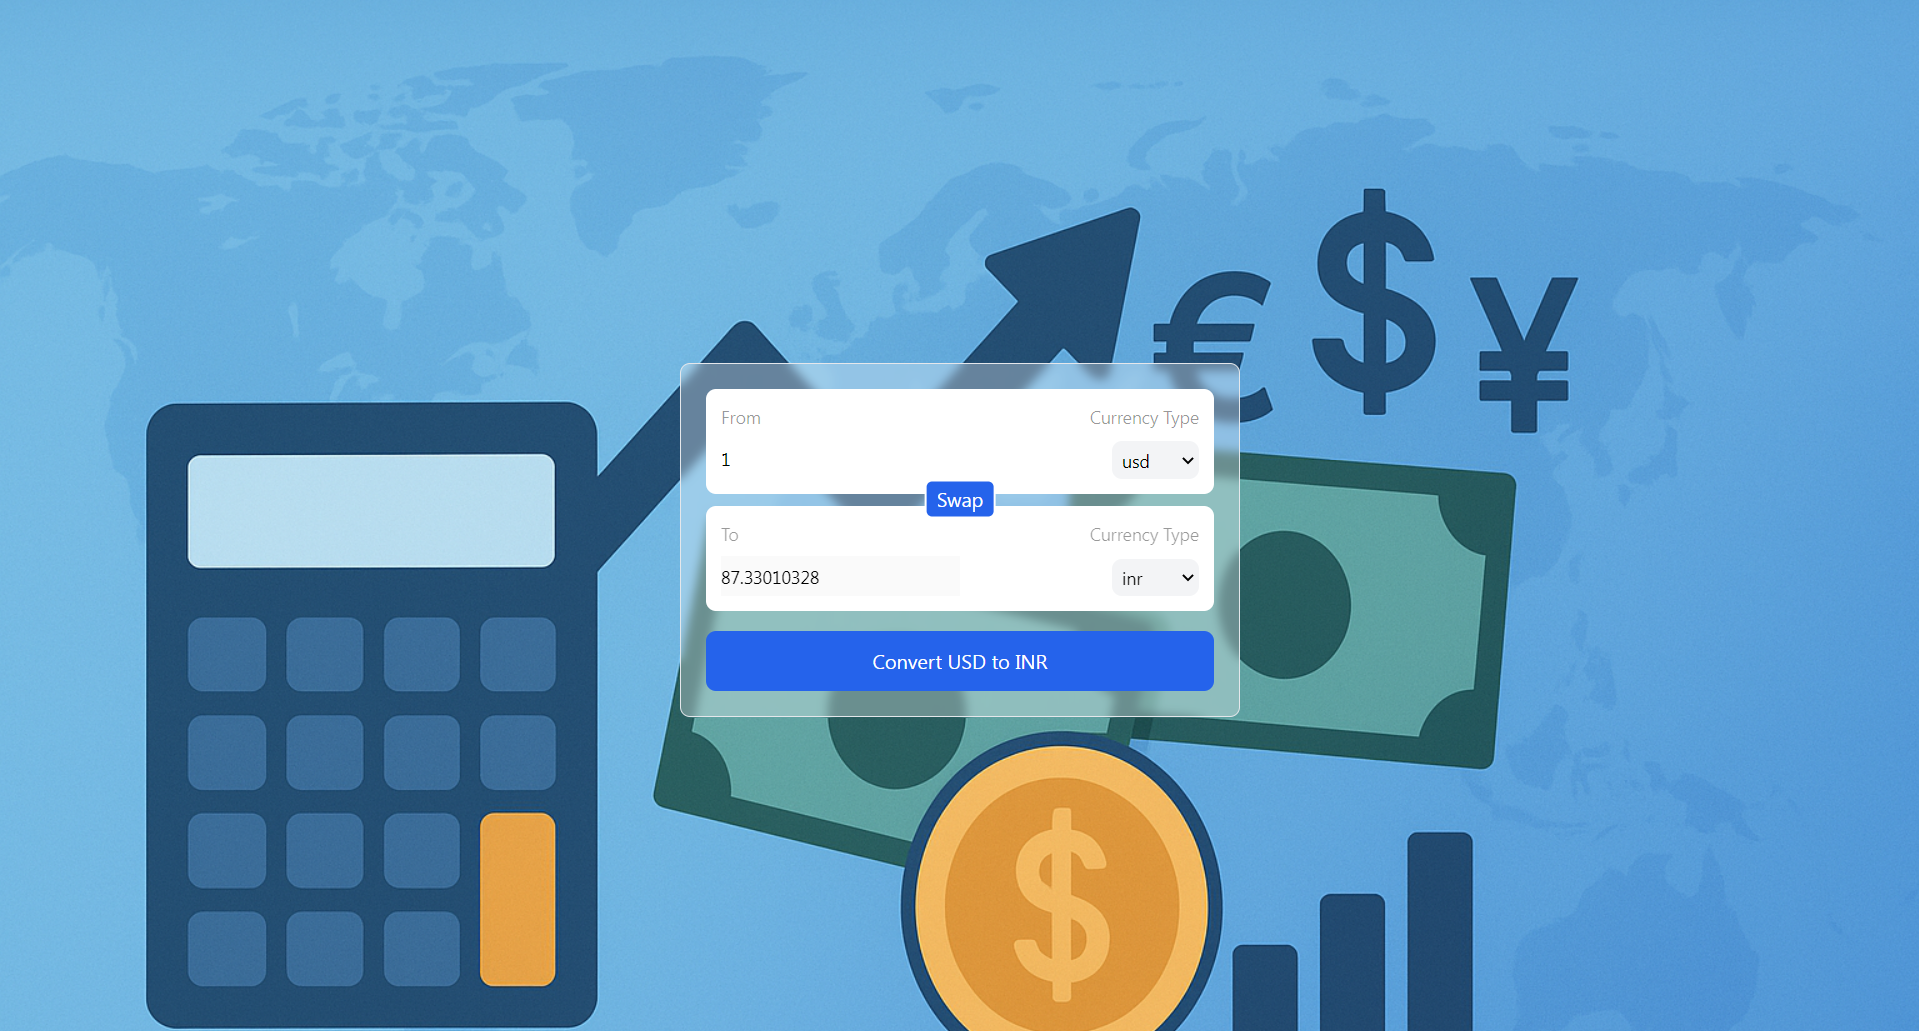 From Currency Type
1 usd
Swap
To Currency Type
87.33010328 inr
Convert USD to INR
€ $ ¥
$